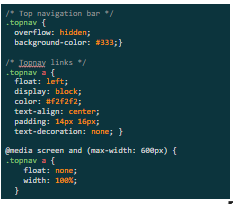 /* Top navigation bar */
.topnav {
  overflow: hidden;
  background-color: #333;}

/* Topnav links */
.topnav a {
  float: left;
  display: block;
  color: #f2f2f2;
  text-align: center;
  padding: 14px 16px;
  text-decoration: none; }

@media screen and (max-width: 600px) {
.topnav a {
    float: none;
    width: 100%;
  }